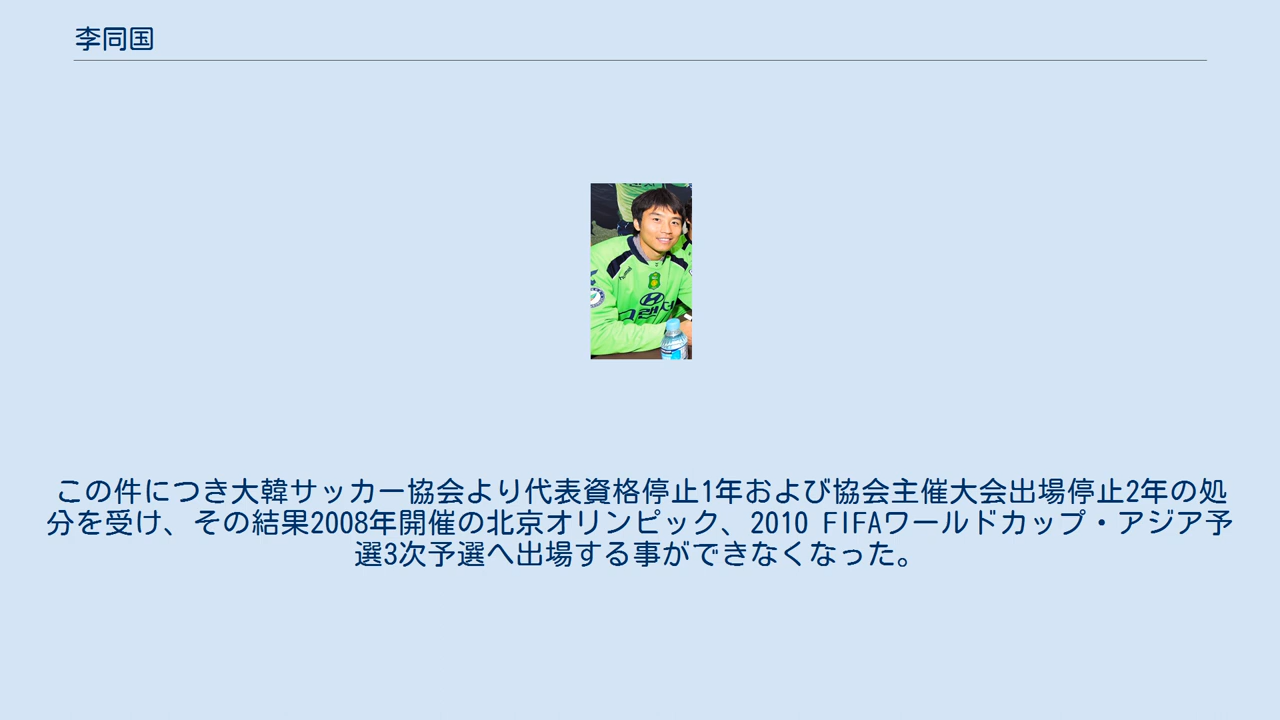 李同国
この件につき大韓サッカー協会より代表資格停止1年および協会主催大会出場停止2年の処
分を受け、その結果2008年開催の北京オリンピック、2010 FIFAワールドカップ・アジア予
選3次予選へ出場する事ができなくなった。